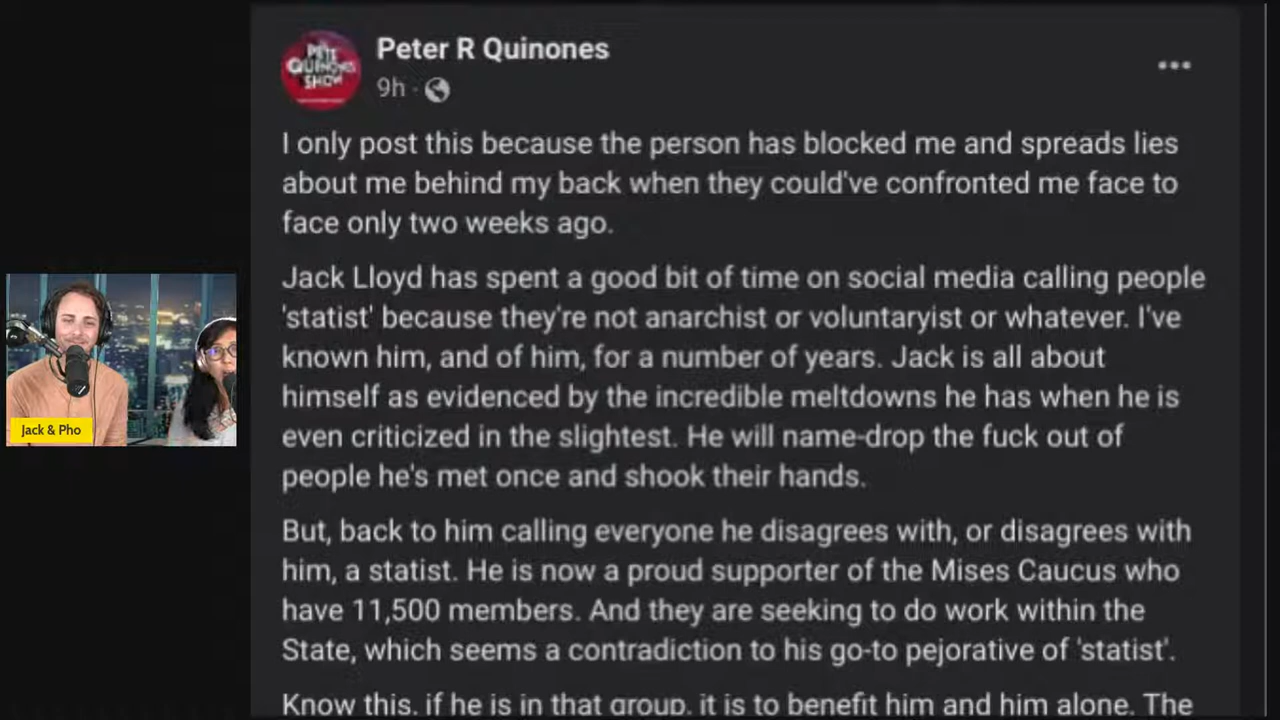 THE
PETE
QUINONES
SHOW
Peter R Quinones
9h ·
I only post this because the person has blocked me and spreads lies
about me behind my back when they could've confronted me face to
face only two weeks ago.
Jack Lloyd has spent a good bit of time on social media calling people
'statist' because they're not anarchist or voluntaryist or whatever. I've
known him, and of him, for a number of years. Jack is all about
himself as evidenced by the incredible meltdowns he has when he is
even criticized in the slightest. He will name-drop the fuck out of
people he's met once and shook their hands.
But, back to him calling everyone he disagrees with, or disagrees with
him, a statist. He is now a proud supporter of the Mises Caucus who
have 11,500 members. And they are seeking to do work within the
State, which seems a contradiction to his go-to pejorative of 'statist'.
Know this, if he is in that group, it is to benefit him and him alone. The
Jack & Pho